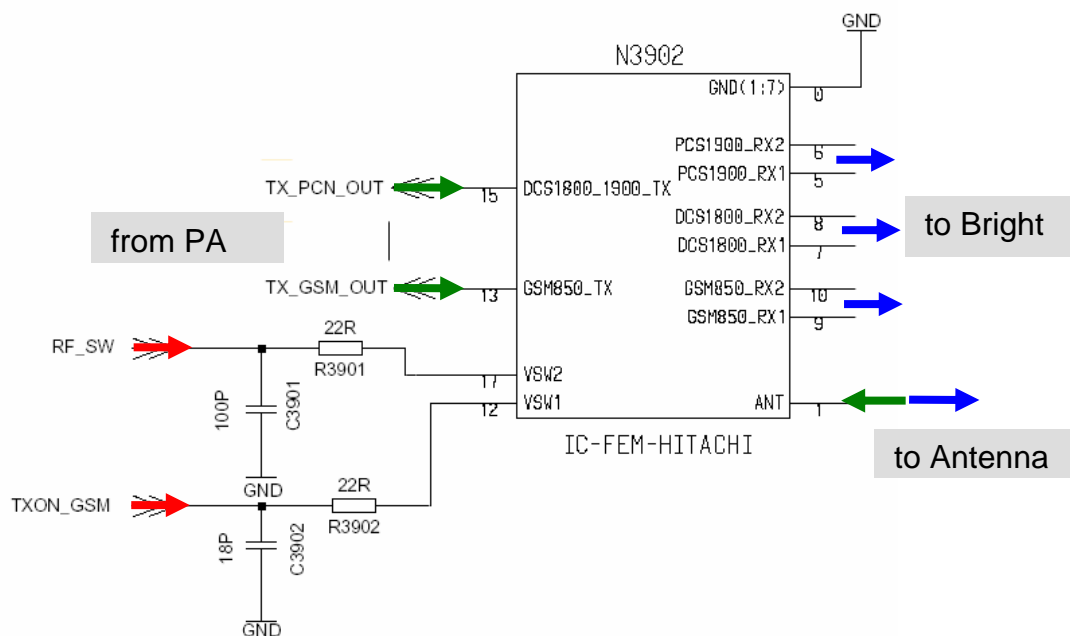 GND
N3902
GND(1:7)
0
PCS1900_RX2
6
PCS1900_RX1
5
TX_PCN_OUT
15
DCS1800_1900_TX
DCS1800_RX2
8
to Bright
from PA
DCS1800_RX1
7
TX_GSM_OUT
13
GSM850_TX
GSM850_RX2
10
GSM850_RX1
9
22R
RF_SW
R3901
17
VSW2
100P
C3901
12
VSW1
ANT
1
IC-FEM-HITACHI
to Antenna
GND
22R
TXON_GSM
R3902
18P
C3902
GND